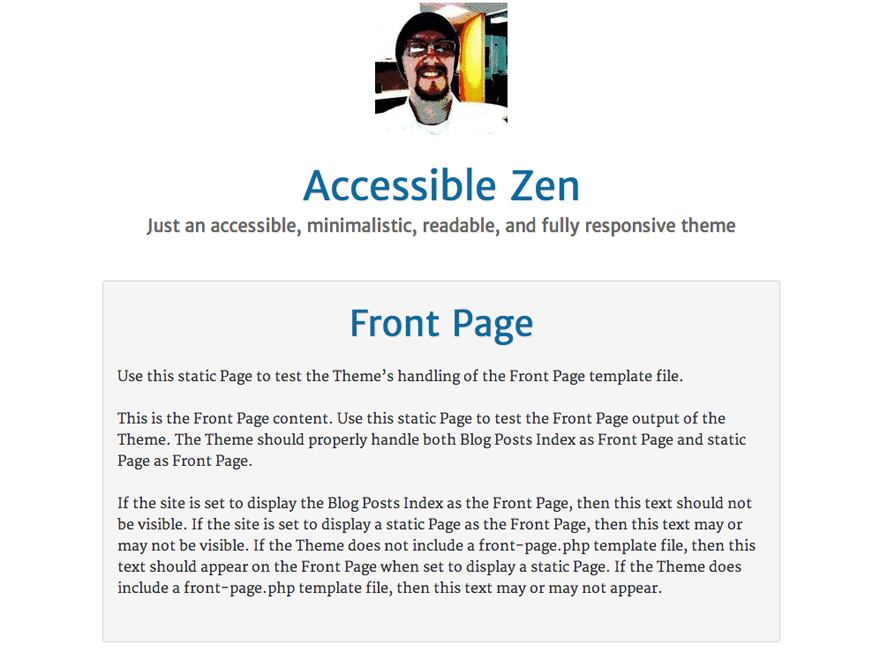 Accessible Zen
Just an accessible, minimalistic, readable, and fully responsive theme
Front Page
Use this static Page to test the Theme’s handling of the Front Page template file.
This is the Front Page content. Use this static Page to test the Front Page output of the
Theme. The Theme should properly handle both Blog Posts Index as Front Page and static
Page as Front Page.
If the site is set to display the Blog Posts Index as the Front Page, then this text should not
be visible. If the site is set to display a static Page as the Front Page, then this text may or
may not be visible. If the Theme does not include a front-page.php template file, then this
text should appear on the Front Page when set to display a static Page. If the Theme does
include a front-page.php template file, then this text may or may not appear.